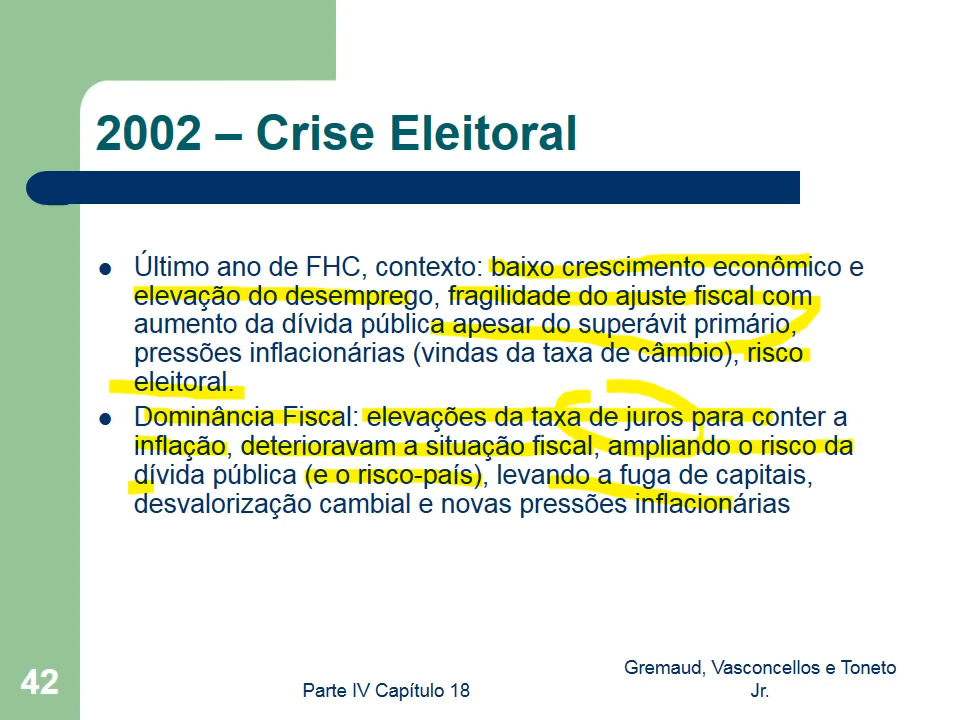 2002 – Crise Eleitoral
Último ano de FHC, contexto: baixo crescimento econômico e
elevação do desemprego, fragilidade do ajuste fiscal com
aumento da dívida pública apesar do superávit primário,
pressões inflacionárias (vindas da taxa de câmbio), risco
eleitoral.
Dominância Fiscal: elevações da taxa de juros para conter a
inflação, deterioravam a situação fiscal, ampliando o risco da
dívida pública (e o risco-país), levando a fuga de capitais,
desvalorização cambial e novas pressões inflacionárias
42
Parte IV Capítulo 18
Gremaud, Vasconcellos e Toneto
Jr.